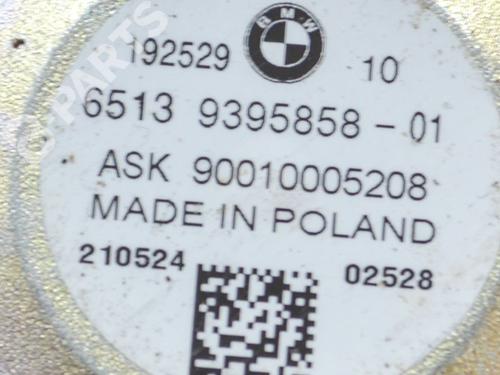 BMW
192529 10
6513 9395858-01
ASK 90010005208
MADE IN POLAND
210524 02528